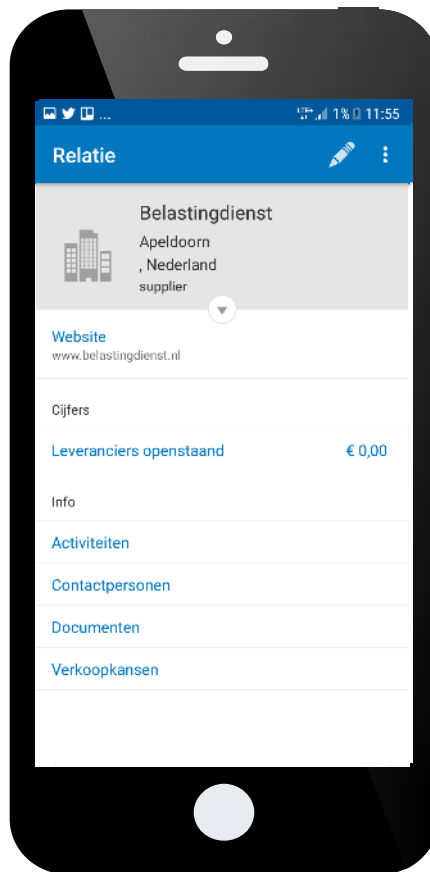 ... LTE+ 1% 11:55
Relatie
Belastingdienst
Apeldoorn
, Nederland
supplier
Website
www.belastingdienst.nl
Cijfers
Leveranciers openstaand € 0,00
Info
Activiteiten
Contactpersonen
Documenten
Verkoopkansen